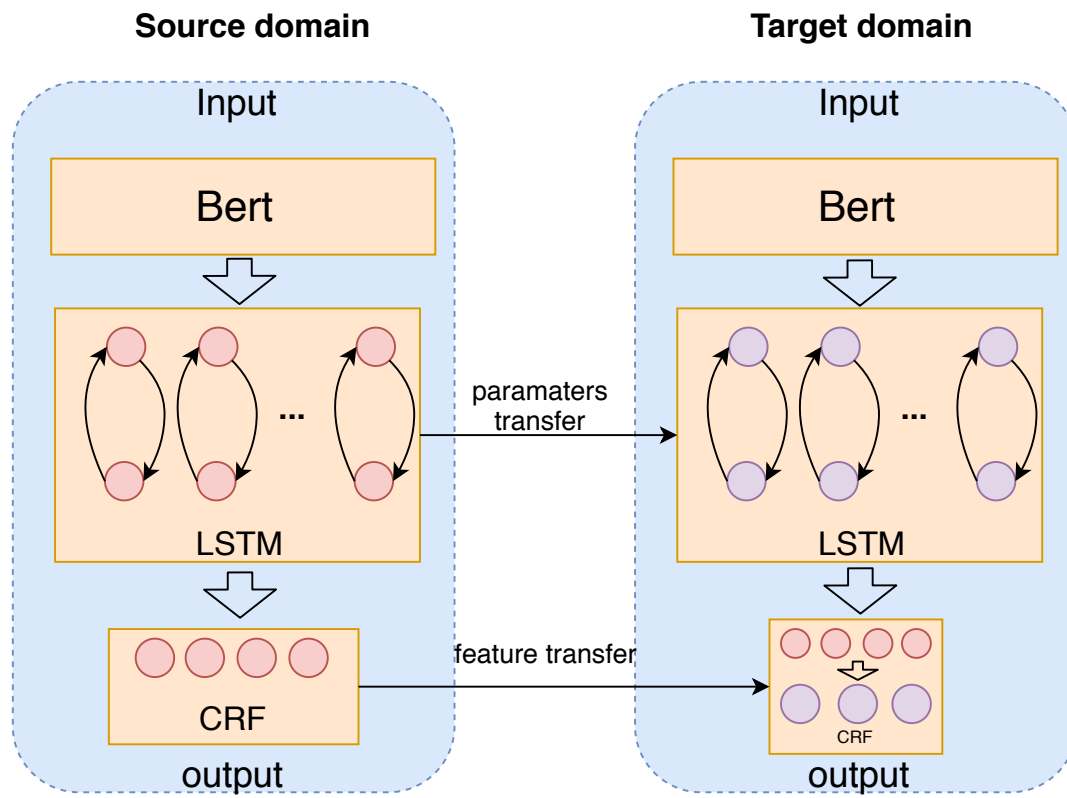 Source domain
Target domain
Input
Input
Bert
Bert
...
...
paramaters
transfer
LSTM
LSTM
feature transfer
CRF
CRF
output
output